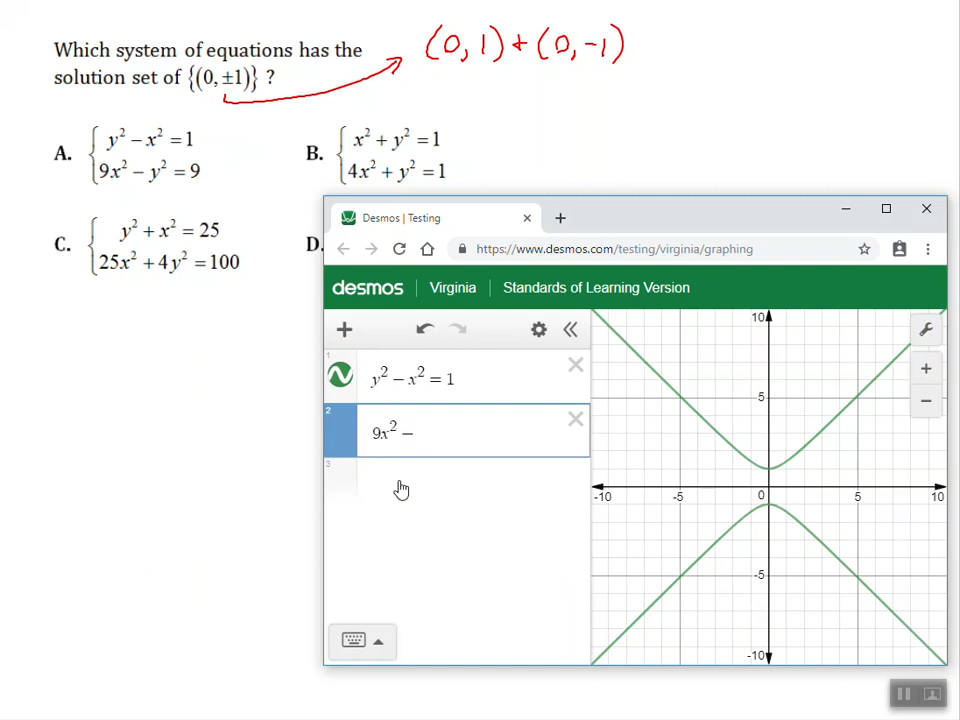 Which system of equations has the
solution set of {(0, ±1)} ?
(0, 1) + (0, -1)
A. { y² − x² = 1
9x² − y² = 9
B. { x² + y² = 1
4x² + y² = 1
C. { y² + x² = 25
25x² + 4y² = 100
D.
Desmos | Testing
https://www.desmos.com/testing/virginia/graphing
desmos Virginia Standards of Learning Version
1
y² − x² = 1
2
9x² −
3
10
5
-10 -5 0 5 10
-5
-10